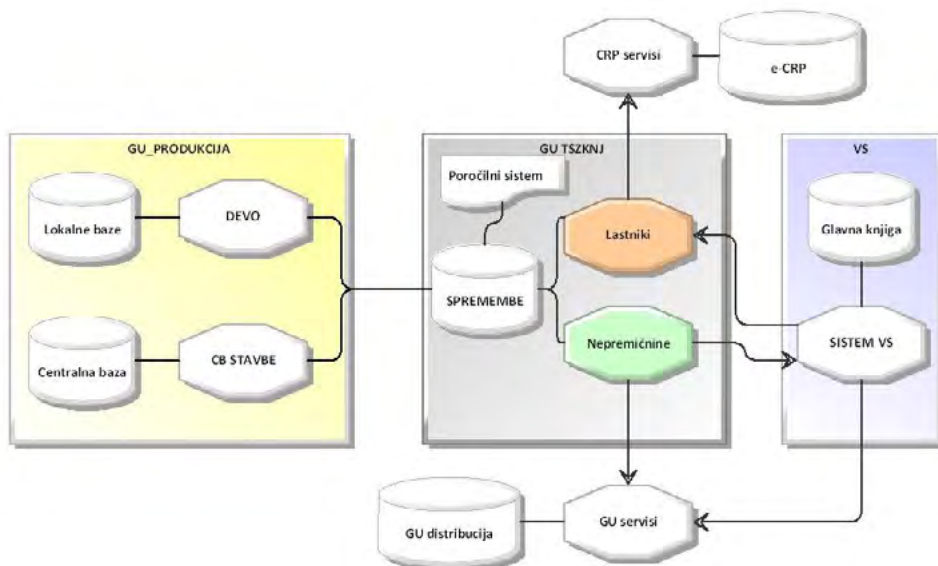 CRP servisi
e-CRP
GU_PRODUKCIJA
GU TSZKNJ
VS
Poročilni sistem
Lokalne baze
DEVO
Lastniki
Glavna knjiga
SPREMEMBE
Centralna baza
CB STAVBE
Nepremičnine
SISTEM VS
GU distribucija
GU servisi